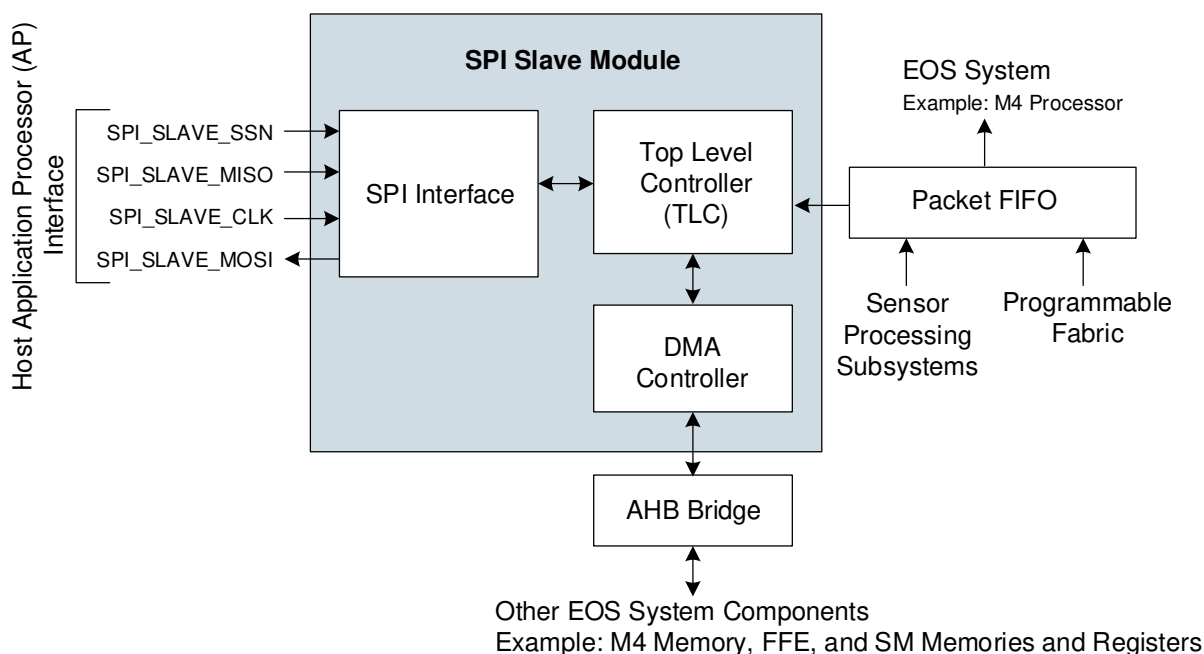 SPI Slave Module
Host Application Processor (AP)
Interface
SPI_SLAVE_SSN
SPI_SLAVE_MISO
SPI_SLAVE_CLK
SPI_SLAVE_MOSI
SPI Interface
Top Level
Controller
(TLC)
DMA
Controller
EOS System
Example: M4 Processor
Packet FIFO
Sensor
Processing
Subsystems
Programmable
Fabric
AHB Bridge
Other EOS System Components
Example: M4 Memory, FFE, and SM Memories and Registers